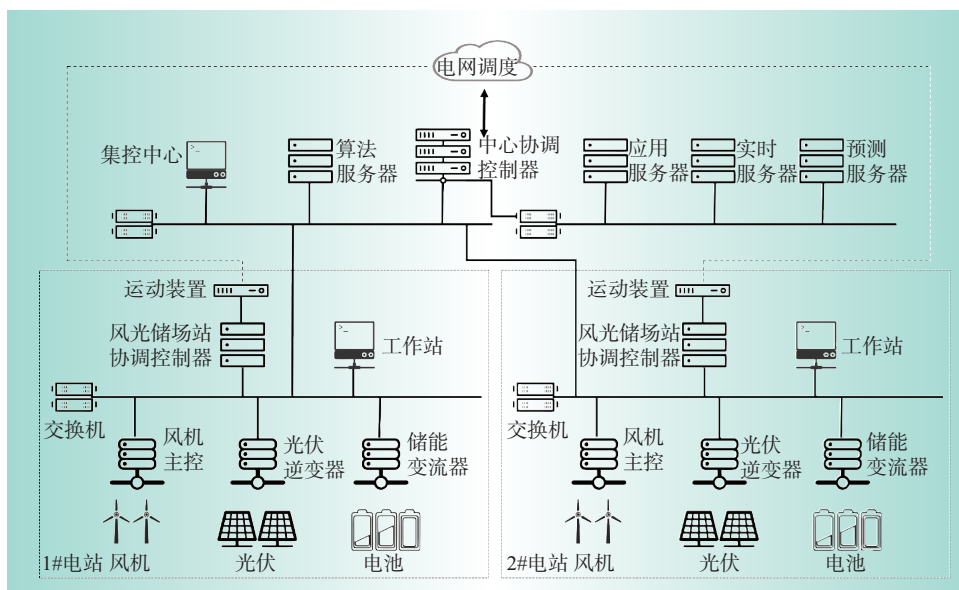 电网调度
集控中心
算法
服务器
中心协调
控制器
应用
服务器
实时
服务器
预测
服务器
运动装置
风光储场站
协调控制器
工作站
交换机
风机
主控
光伏
逆变器
储能
变流器
1#电站 风机
光伏
电池
运动装置
风光储场站
协调控制器
工作站
交换机
风机
主控
光伏
逆变器
储能
变流器
2#电站 风机
光伏
电池